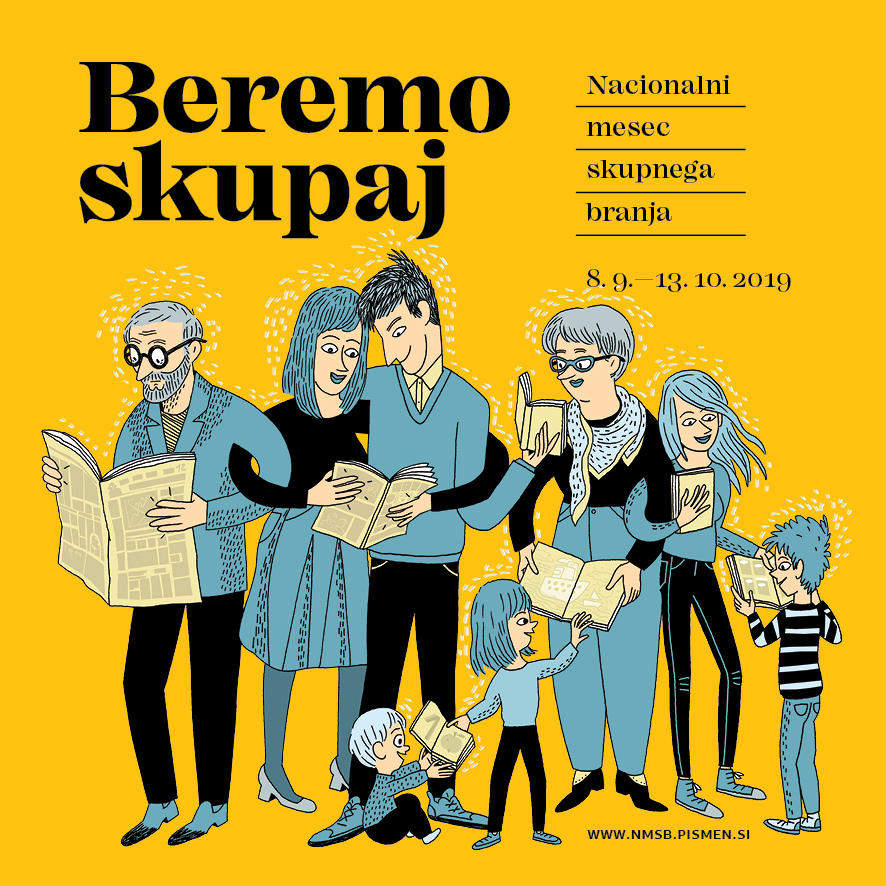 Beremo
skupaj
Nacionalni
mesec
skupnega
branja
8. 9.—13. 10. 2019
WWW.NMSB.PISMEN.SI